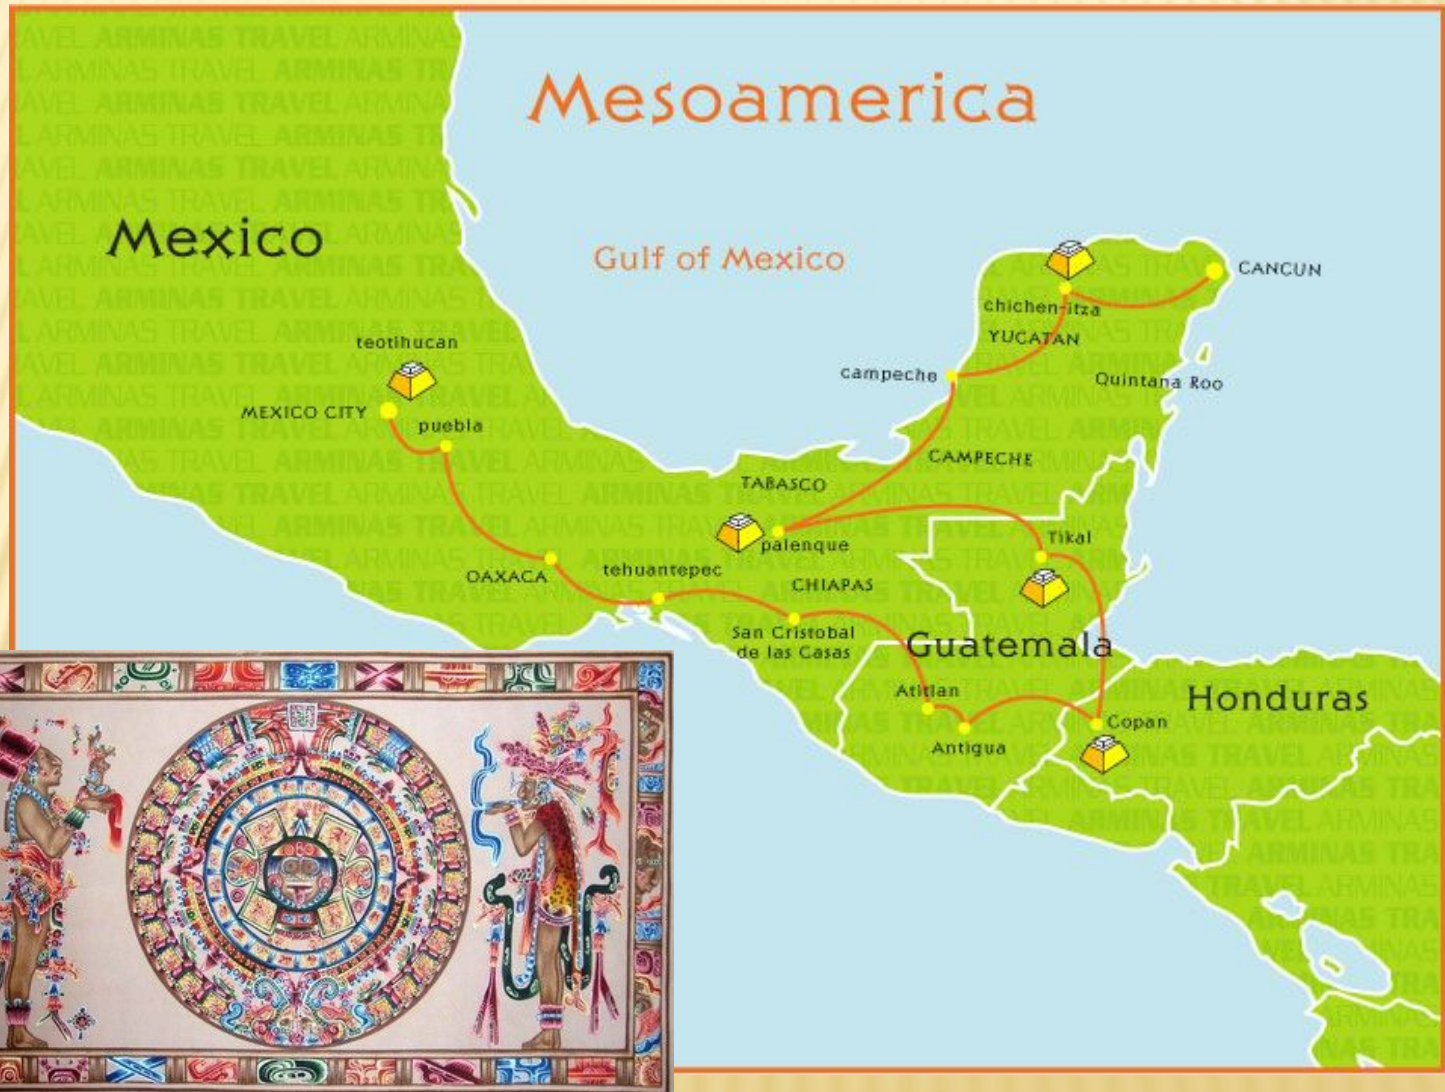 Mesoamerica
Mexico
Gulf of Mexico
CANCUN
chichen-itza
YUCATAN
teotihucan
campeche
Quintana Roo
MEXICO CITY
puebla
CAMPECHE
TABASCO
palenque
Tikal
OAXACA
tehuantepec
CHIAPAS
San Cristobal
de las Casas
Guatemala
Atitlan
Honduras
Copan
Antigua
ARMINAS TRAVEL